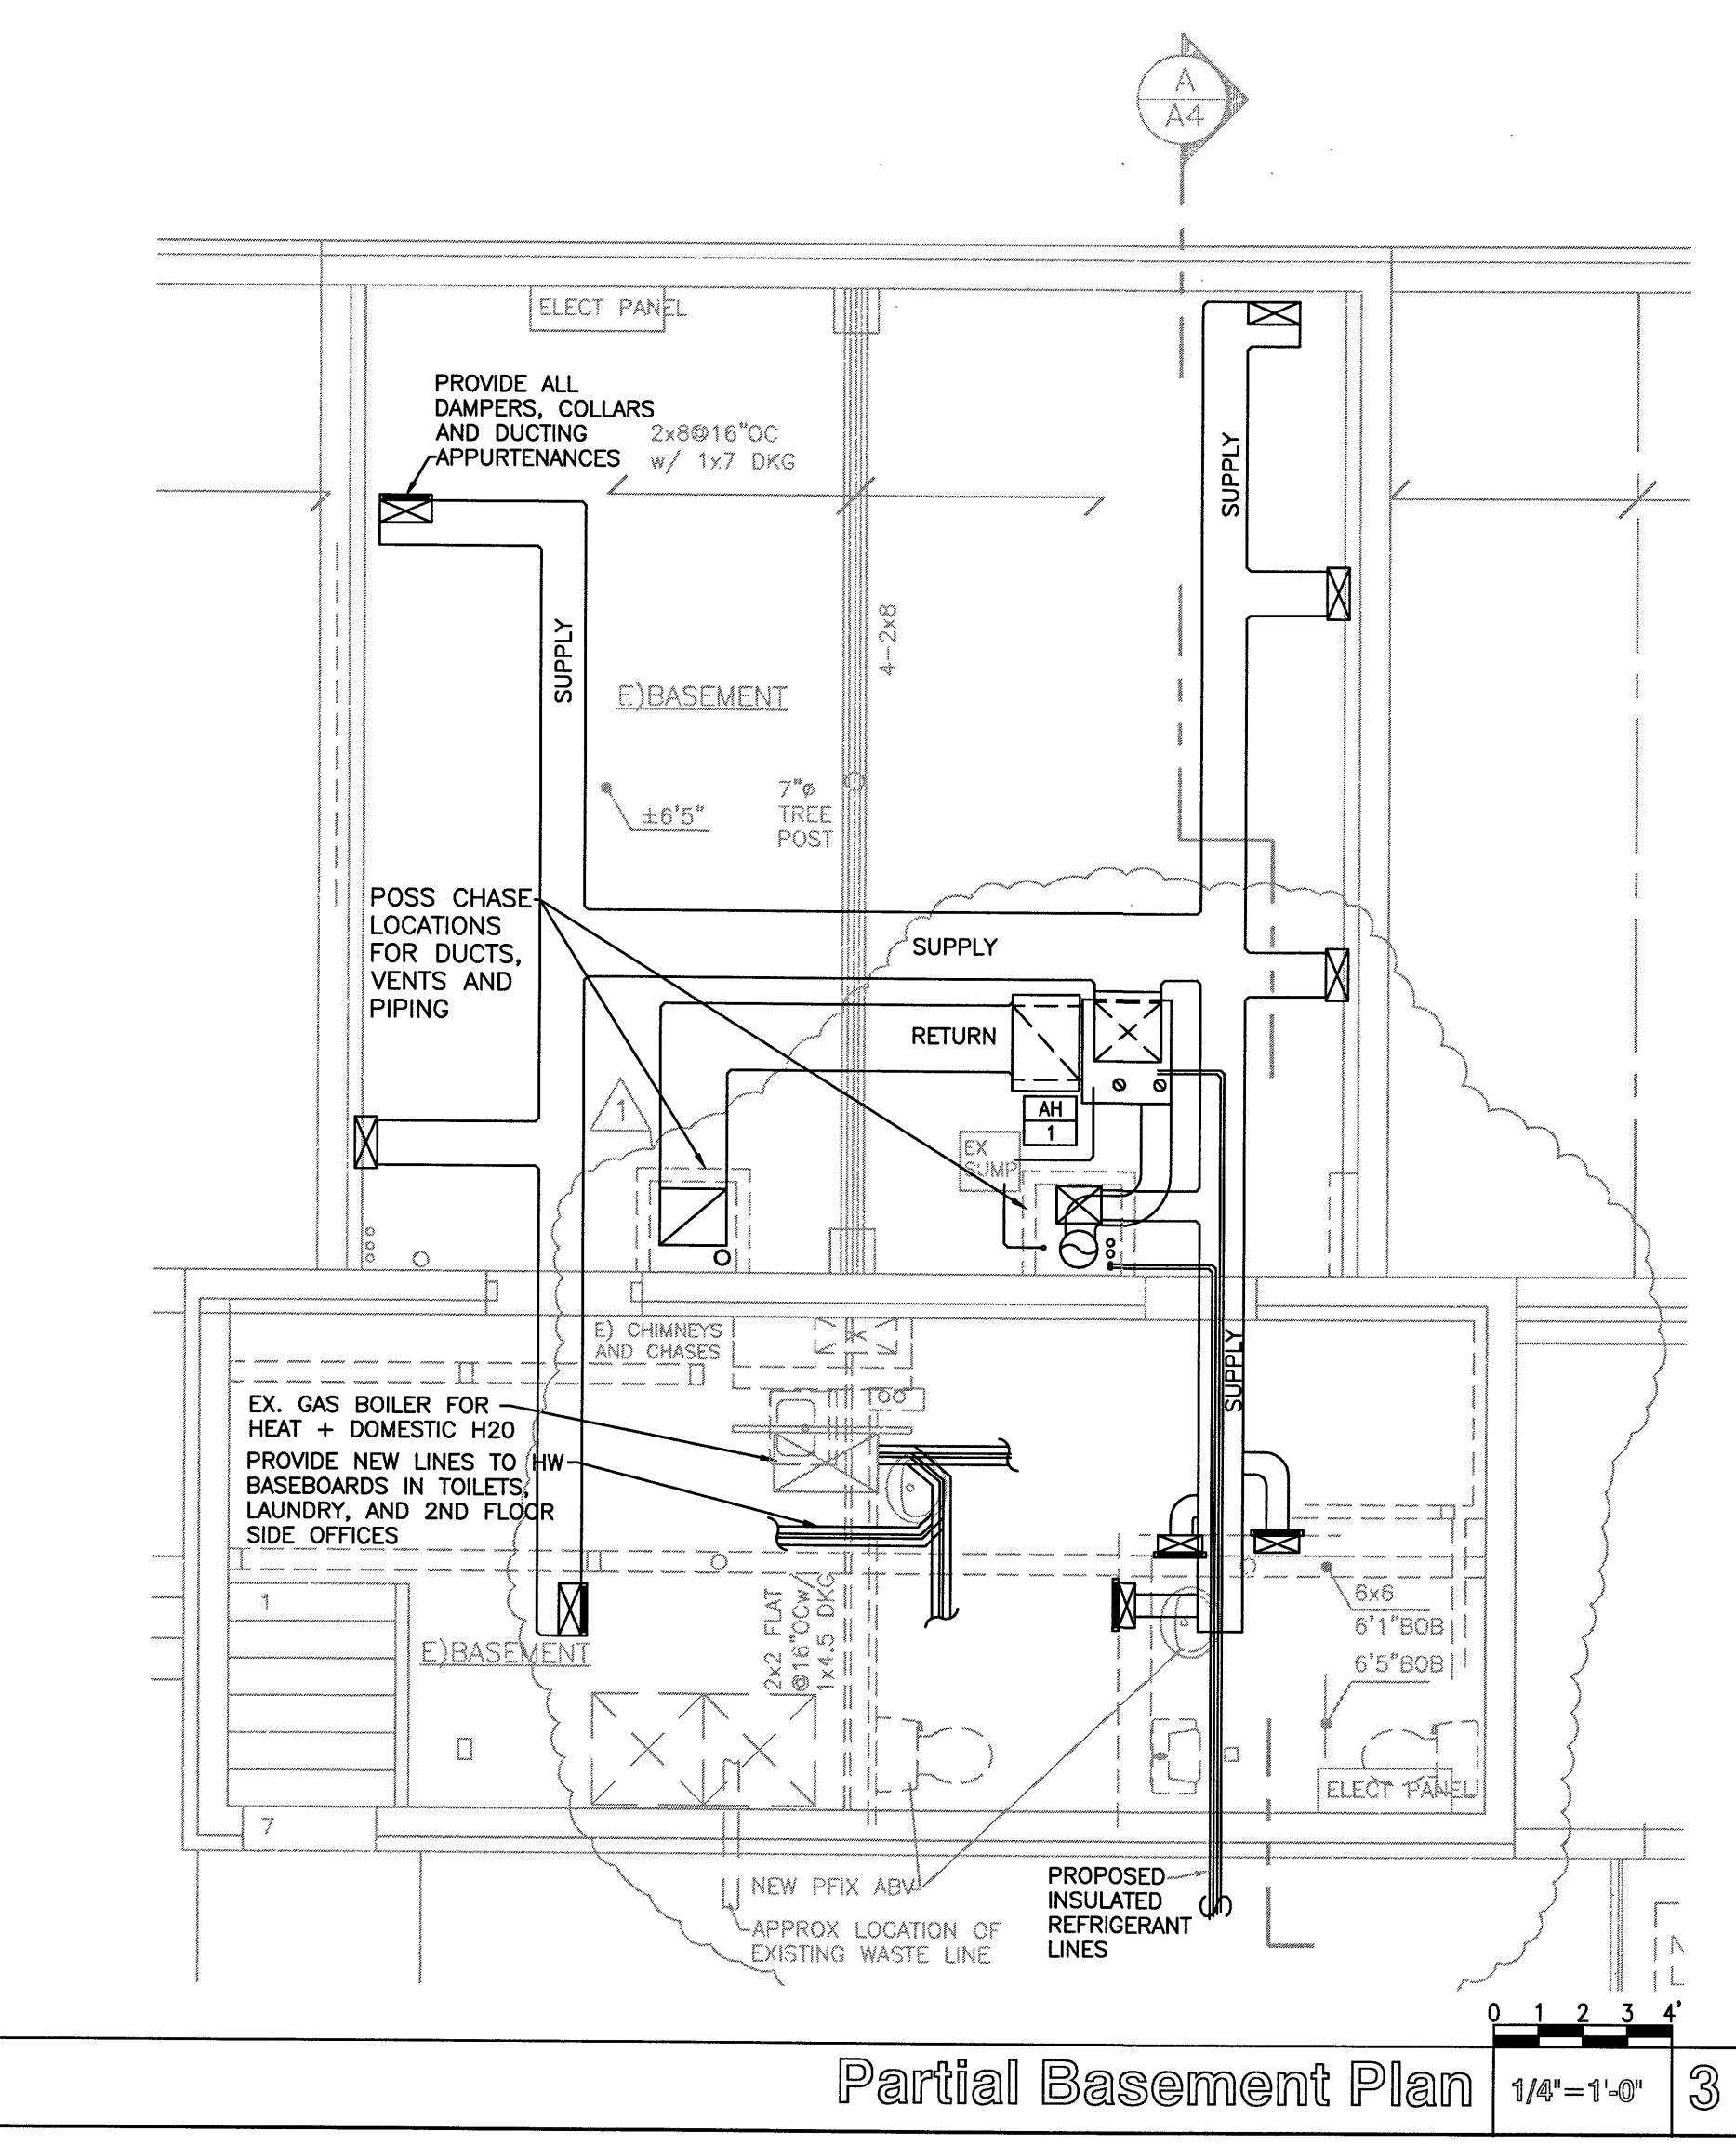 A
A4
ELECT PANEL
PROVIDE ALL
DAMPERS, COLLARS
AND DUCTING
APPURTENANCES
2x8@16"OC
w/ 1x7 DKG
SUPPLY
SUPPLY
4-2x8
E)BASEMENT
±6'5"
7"ø
TREE
POST
POSS CHASE
LOCATIONS
FOR DUCTS,
VENTS AND
PIPING
SUPPLY
RETURN
1
AH
1
EX
SUMP
E) CHIMNEYS
AND CHASES
SUPPLY
EX. GAS BOILER FOR
HEAT + DOMESTIC H20
PROVIDE NEW LINES TO HW
BASEBOARDS IN TOILETS,
LAUNDRY, AND 2ND FLOOR
SIDE OFFICES
1
E)BASEMENT
2x2 FLAT
@16"OCw/
1x4.5 DKG
6x6
6'1"BOB
6'5"BOB
ELECT PANEL
7
NEW PFIX ABV
APPROX LOCATION OF
EXISTING WASTE LINE
PROPOSED
INSULATED
REFRIGERANT
LINES
0 1 2 3 4'
Partial Basement Plan
1/4"=1'-0"
3